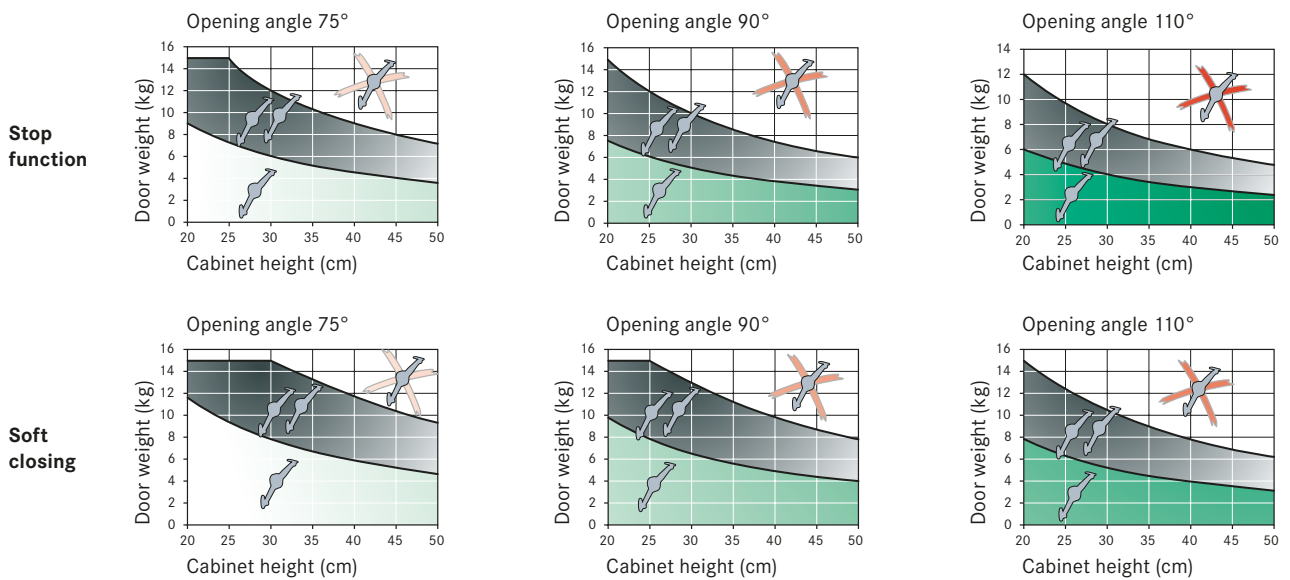 Opening angle 75°
Opening angle 90°
Opening angle 110°
Stop
function
Door weight (kg)
16
14
12
10
8
6
4
2
0
20 25 30 35 40 45 50
Cabinet height (cm)
Door weight (kg)
16
14
12
10
8
6
4
2
0
20 25 30 35 40 45 50
Cabinet height (cm)
Door weight (kg)
14
12
10
8
6
4
2
0
20 25 30 35 40 45 50
Cabinet height (cm)
Opening angle 75°
Opening angle 90°
Opening angle 110°
Soft
closing
Door weight (kg)
16
14
12
10
8
6
4
2
0
20 25 30 35 40 45 50
Cabinet height (cm)
Door weight (kg)
16
14
12
10
8
6
4
2
0
20 25 30 35 40 45 50
Cabinet height (cm)
Door weight (kg)
16
14
12
10
8
6
4
2
0
20 25 30 35 40 45 50
Cabinet height (cm)